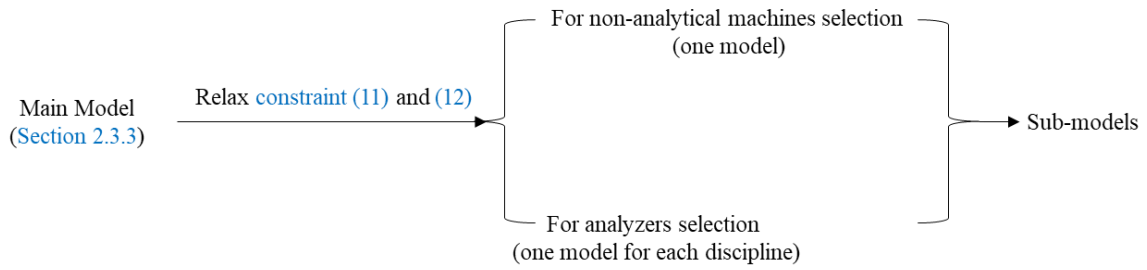 For non-analytical machines selection
(one model)
Relax constraint (11) and (12)
Main Model
(Section 2.3.3)
Sub-models
For analyzers selection
(one model for each discipline)